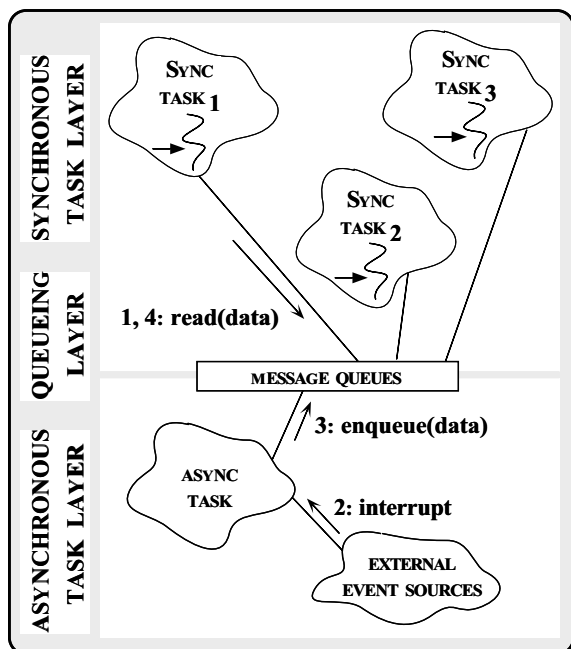 SYNCHRONOUS
TASK LAYER
SYNC
TASK 1
SYNC
TASK 3
SYNC
TASK 2
1, 4: read(data)
QUEUEING
LAYER
MESSAGE QUEUES
3: enqueue(data)
ASYNCHRONOUS
TASK LAYER
ASYNC
TASK
2: interrupt
EXTERNAL
EVENT SOURCES